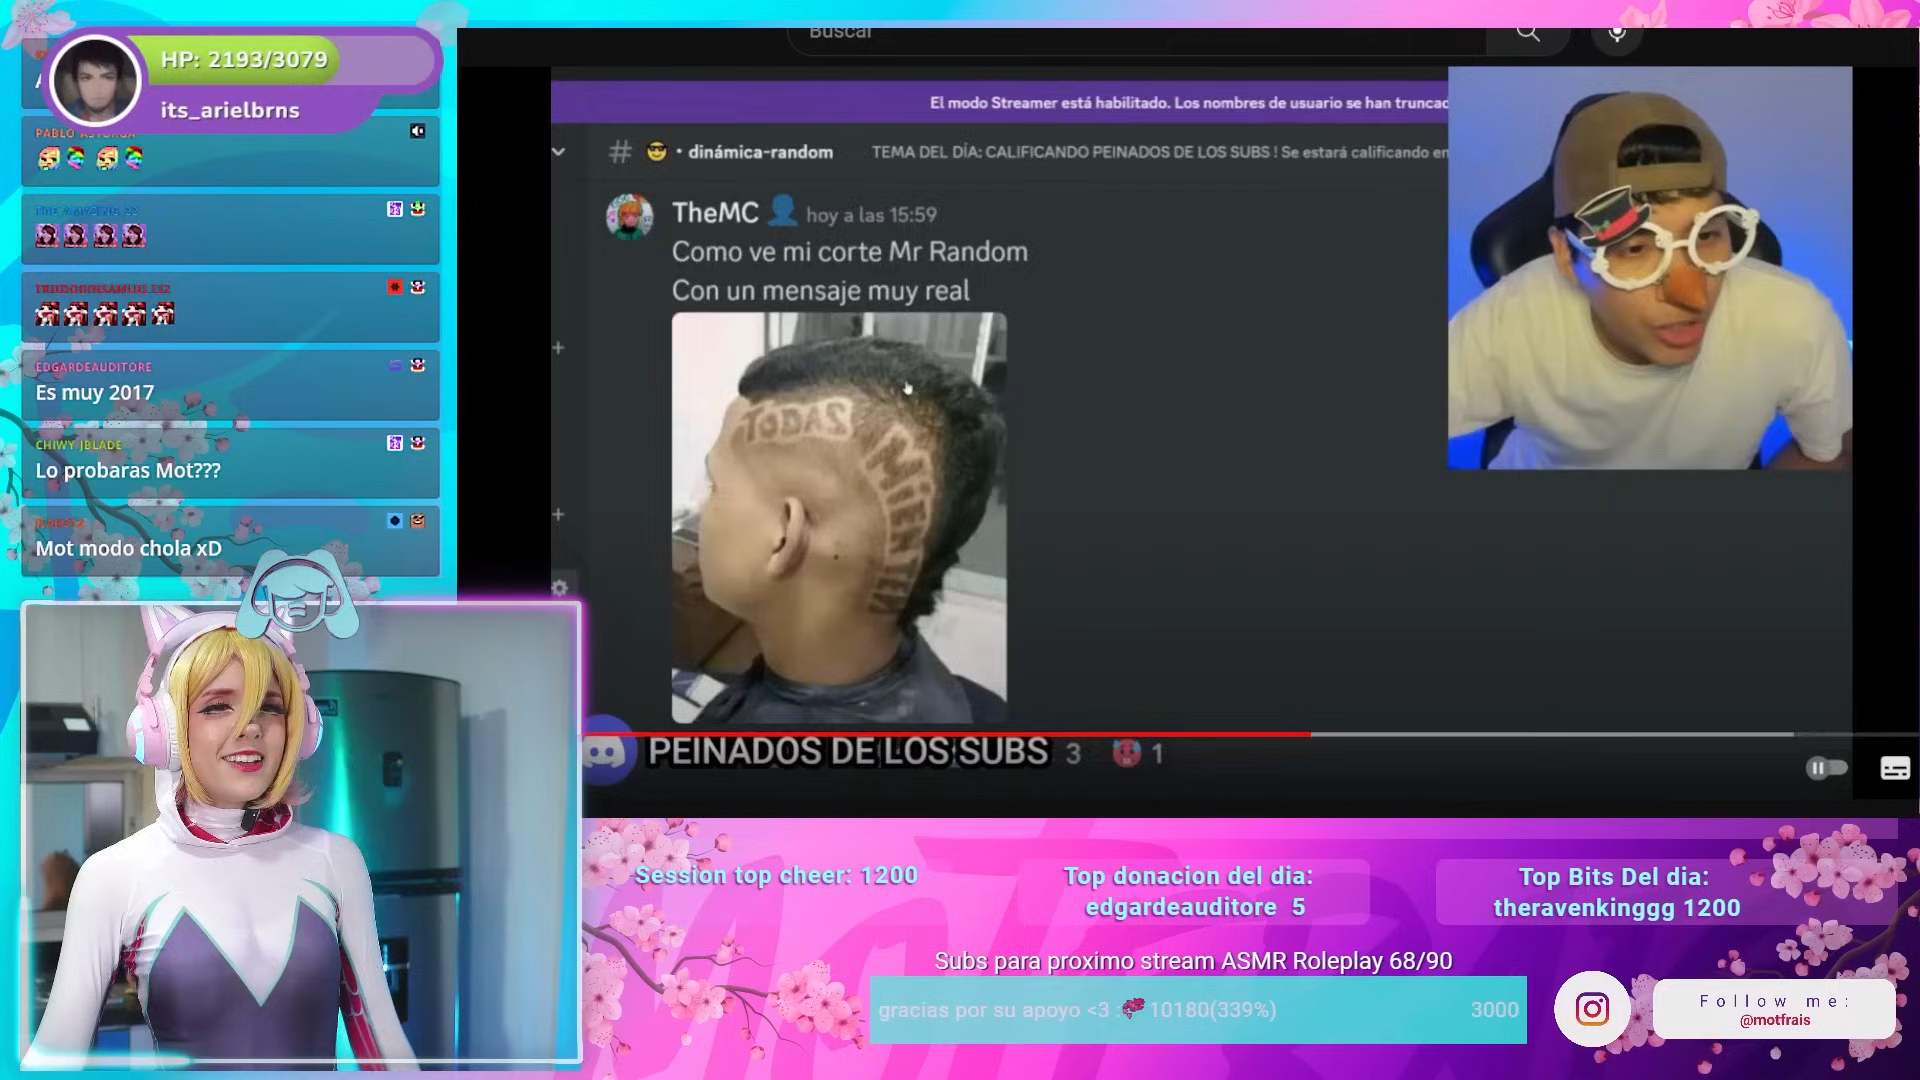 HP: 2193/3079
its_arielbrns
PABLO ASTORGA
EDGARDEAUDITORE
Es muy 2017
CHIWY JBLADE
Lo probaras Mot???
Mot modo chola xD
Buscar
El modo Streamer está habilitado. Los nombres de usuario se han truncad
# 😎 • dinámica-random TEMA DEL DÍA: CALIFICANDO PEINADOS DE LOS SUBS ! Se estará calificando en
TheMC hoy a las 15:59
Como ve mi corte Mr Random
Con un mensaje muy real
TODAS
MIENTEN
PEINADOS DE LOS SUBS 3 1
Session top cheer: 1200
Top donacion del dia:
edgardeauditore 5
Top Bits Del dia:
theravenkinggg 1200
Subs para proximo stream ASMR Roleplay 68/90
gracias por su apoyo <3 : 10180(339%) 3000
Follow me:
@motfrais